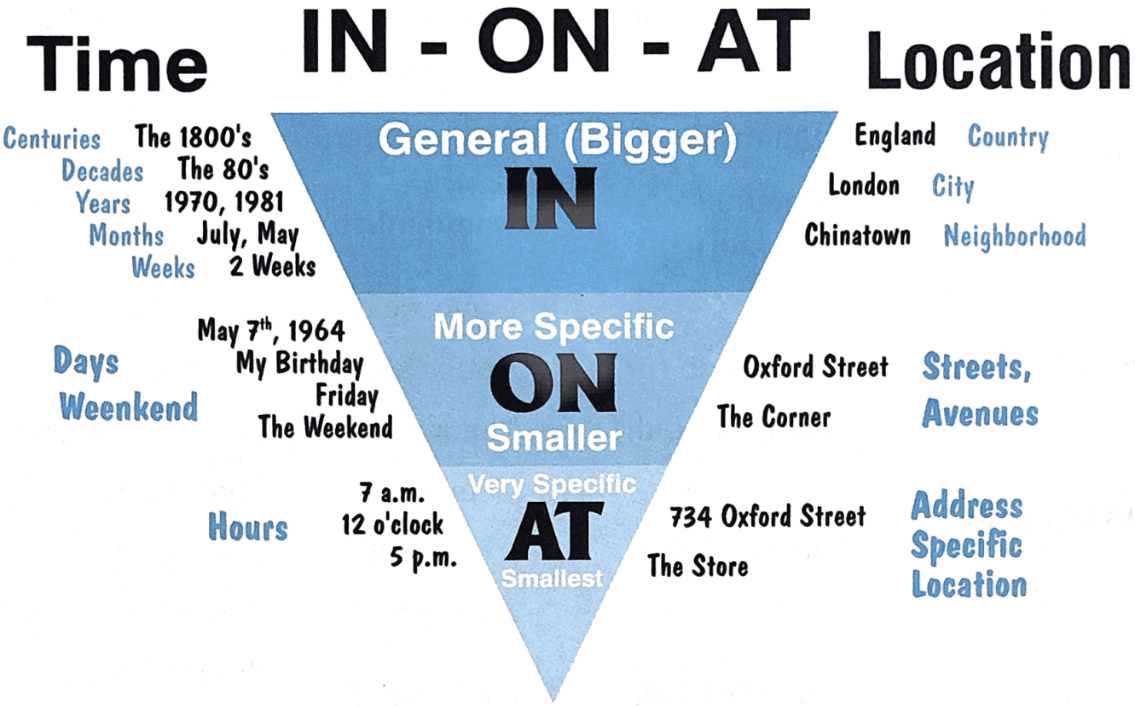 Time IN - ON - AT Location
Centuries The 1800's
Decades The 80's
Years 1970, 1981
Months July, May
Weeks 2 Weeks
General (Bigger)
IN
England Country
London City
Chinatown Neighborhood
May 7th, 1964
My Birthday
Friday
The Weekend
Days
Weenkend
More Specific
ON
Smaller
Oxford Street
The Corner
Streets,
Avenues
7 a.m.
12 o'clock
5 p.m.
Hours
Very Specific
AT
Smallest
734 Oxford Street
The Store
Address
Specific
Location